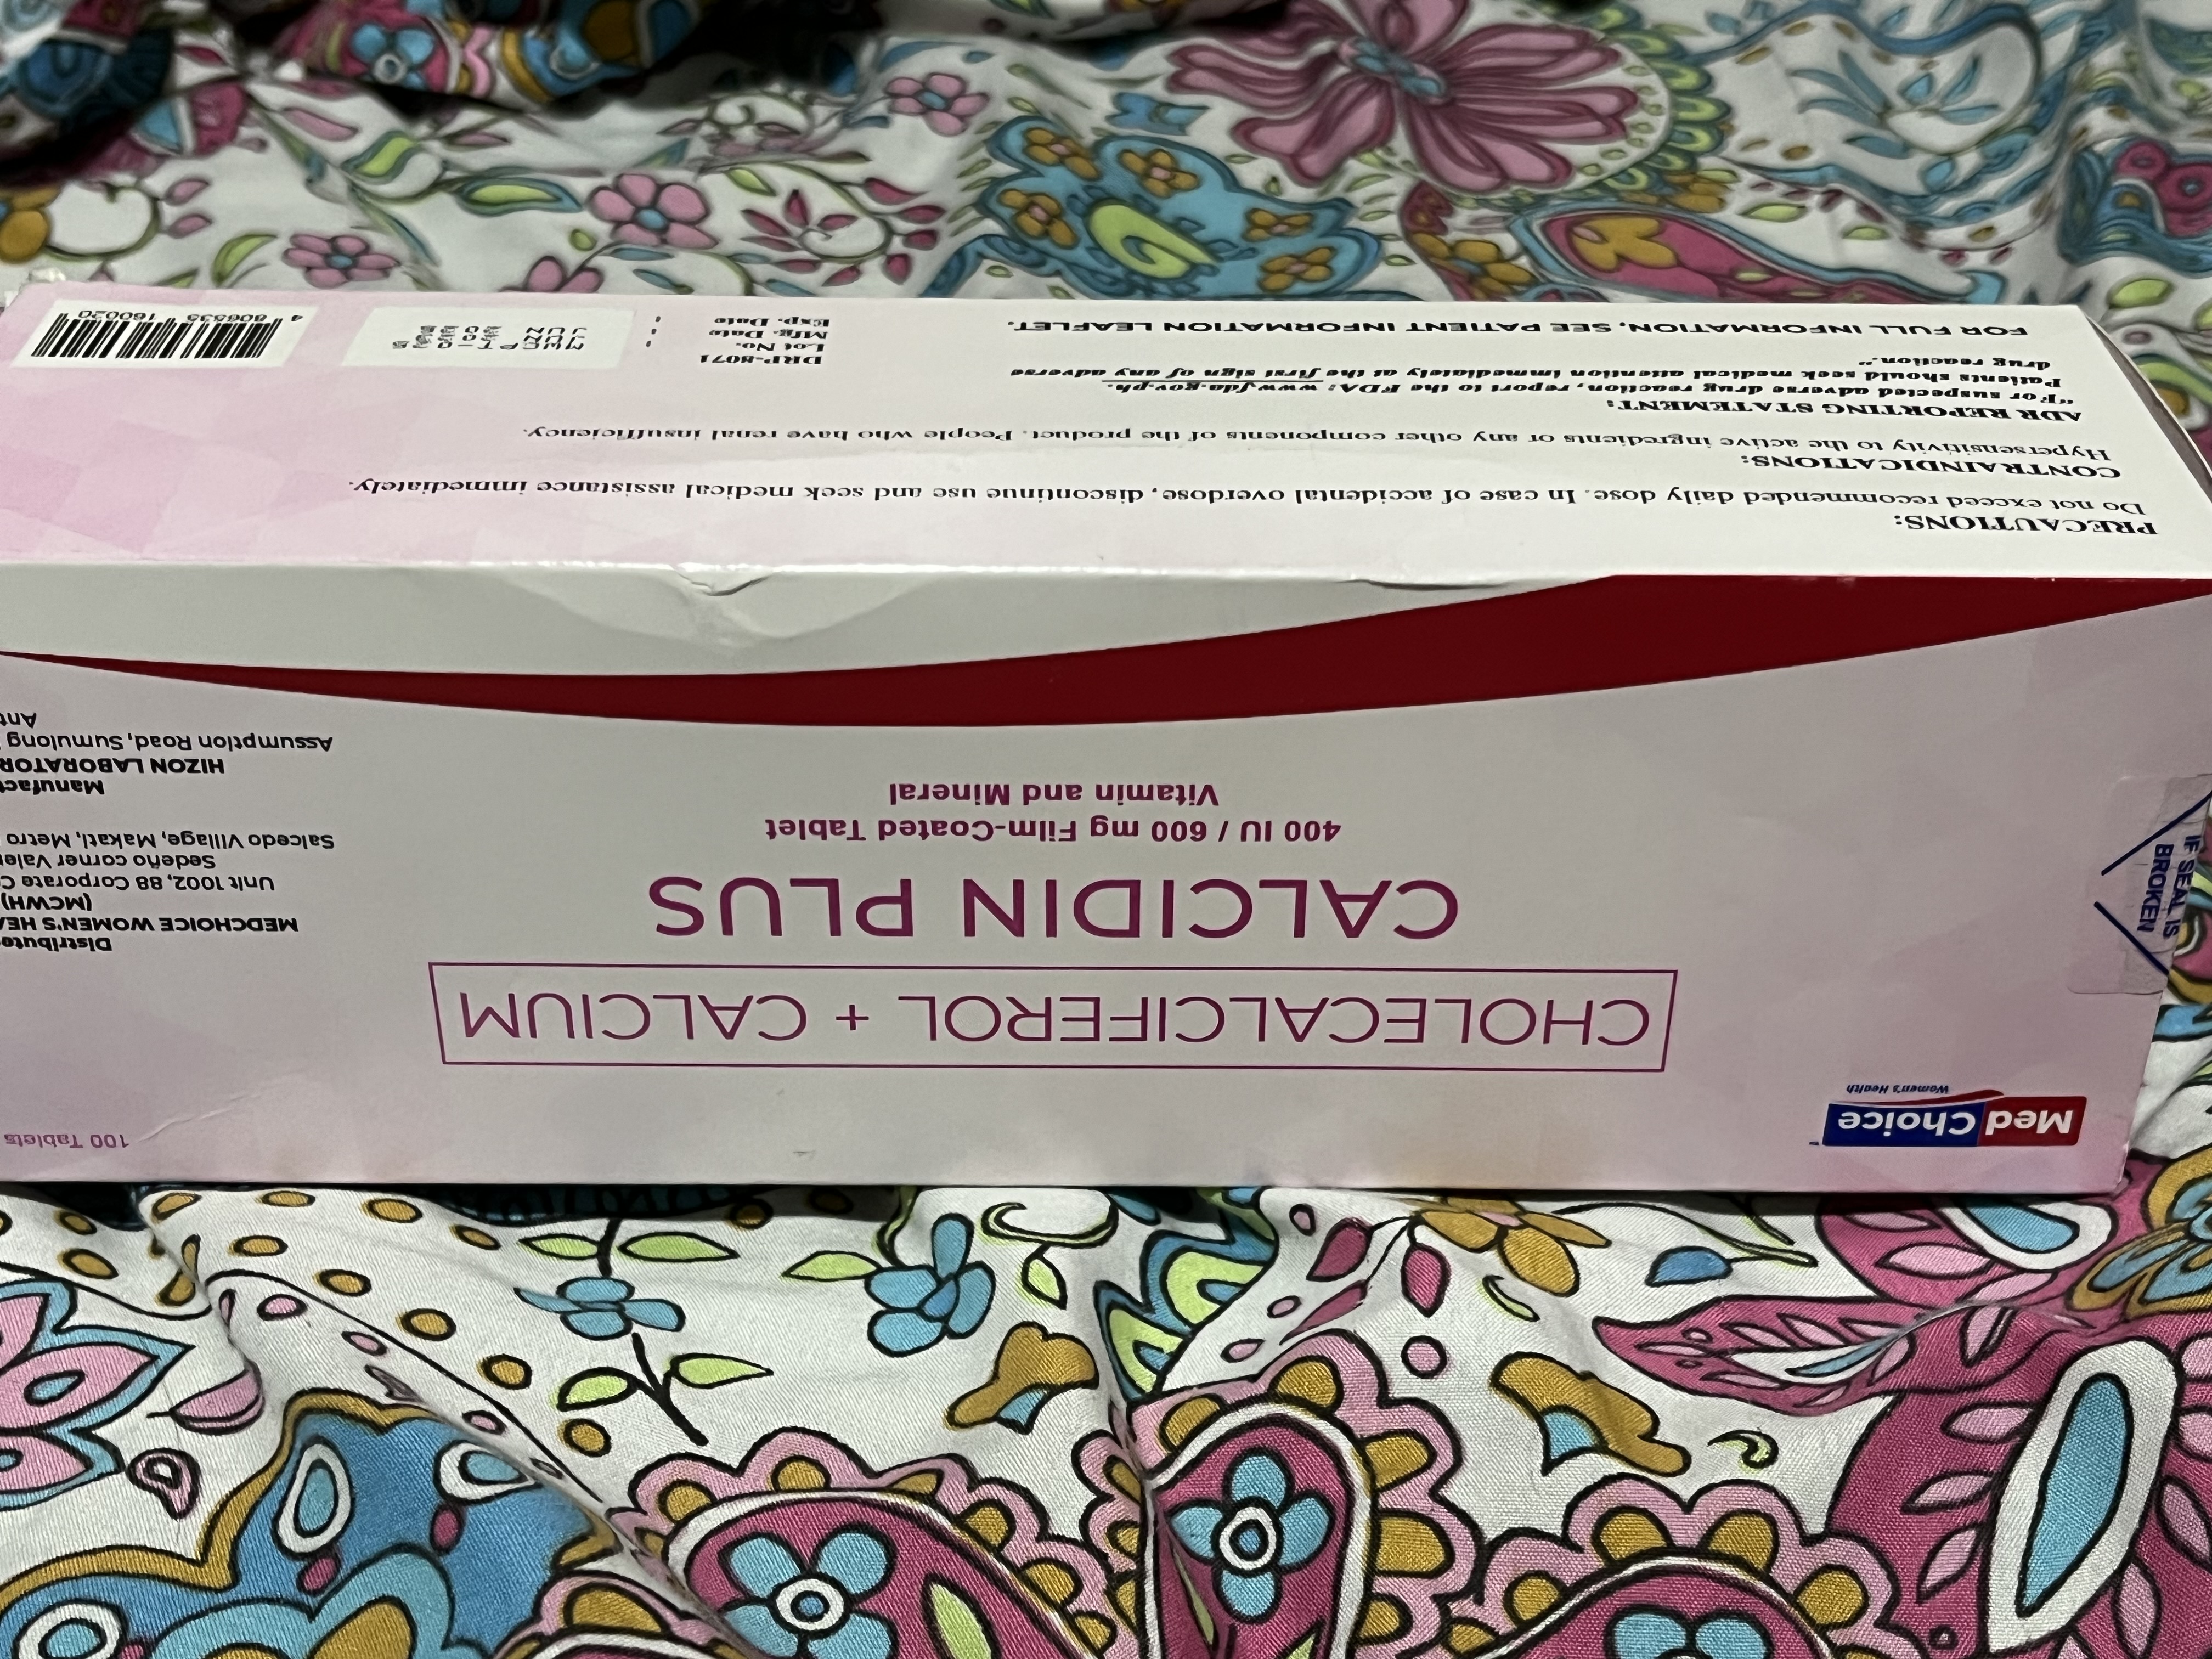 MedChoice
Women's Health
100 Tablets
CHOLECALCIFEROL + CALCIUM
CALCIDIN PLUS
400 IU / 600 mg Film-Coated Tablet
Vitamin and Mineral
MEDCHOICE WOMEN'S
(MCWH)
Unit 1002, 88 Corporate
Sedeño corner
Salcedo Village, Makati, Metro
HIZON
Assumption Road, Sumulong
IF SEAL IS
BROKEN
PRECAUTIONS:
Do not exceed recommended daily dose. In case of accidental overdose, discontinue use and seek medical assistance immediately.
CONTRAINDICATIONS:
Hypersensitivity to the active ingredients or any other components of the product. People who have renal insufficiency.
ADR REPORTING STATEMENT:
"For suspected adverse drug reaction, report to the FDA: www.fda.gov.ph.
Patients should seek medical attention immediately at the first sign of any adverse
drug reaction."
FOR FULL INFORMATION, SEE PATIENT INFORMATION LEAFLET.
DRP-8071
Lot No. :
Mfg. Date :
Exp. Date :
4 806535 160020